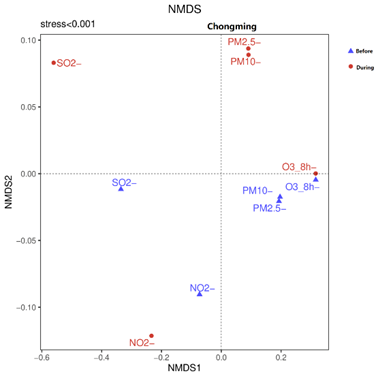 NMDS
stress<0.001
Chongming
0.10
PM2.5−
SO2−
PM10−
Before
During
0.05
NMDS2
0.00
O3_8h−
SO2−
O3_8h−
PM10−
PM2.5−
−0.05
NO2−
−0.10
NO2−
−0.6
−0.4
−0.2
0.0
0.2
NMDS1